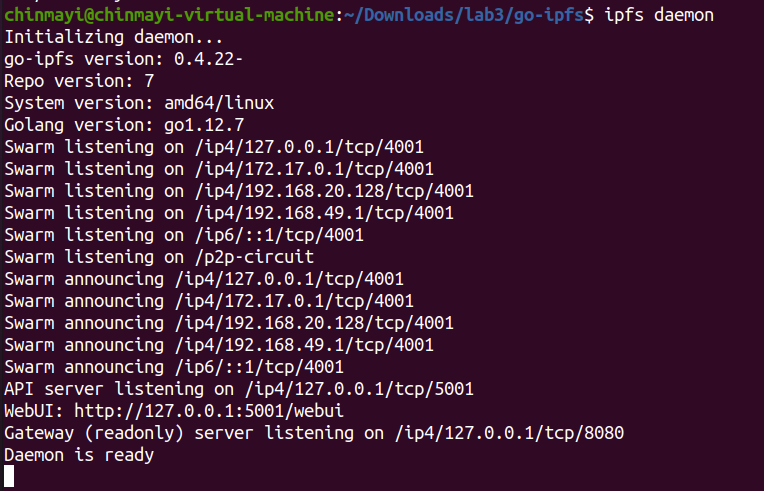 chinmayi@chinmayi-virtual-machine:~/Downloads/lab3/go-ipfs$ ipfs daemon
Initializing daemon...
go-ipfs version: 0.4.22-
Repo version: 7
System version: amd64/linux
Golang version: go1.12.7
Swarm listening on /ip4/127.0.0.1/tcp/4001
Swarm listening on /ip4/172.17.0.1/tcp/4001
Swarm listening on /ip4/192.168.20.128/tcp/4001
Swarm listening on /ip4/192.168.49.1/tcp/4001
Swarm listening on /ip6/::1/tcp/4001
Swarm listening on /p2p-circuit
Swarm announcing /ip4/127.0.0.1/tcp/4001
Swarm announcing /ip4/172.17.0.1/tcp/4001
Swarm announcing /ip4/192.168.20.128/tcp/4001
Swarm announcing /ip4/192.168.49.1/tcp/4001
Swarm announcing /ip6/::1/tcp/4001
API server listening on /ip4/127.0.0.1/tcp/5001
WebUI: http://127.0.0.1:5001/webui
Gateway (readonly) server listening on /ip4/127.0.0.1/tcp/8080
Daemon is ready